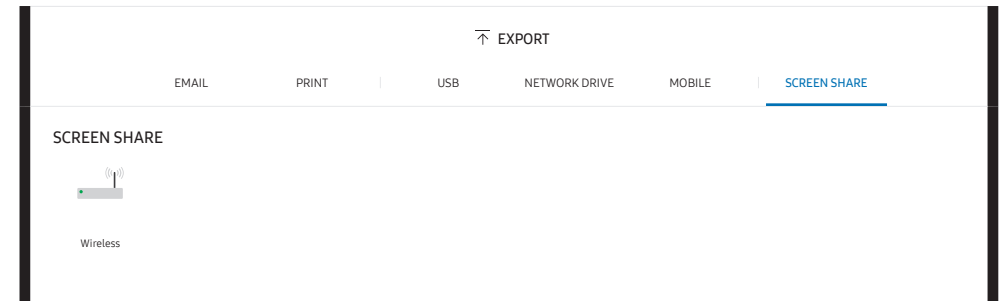 EXPORT
EMAIL PRINT USB NETWORK DRIVE MOBILE SCREEN SHARE
SCREEN SHARE
Wireless